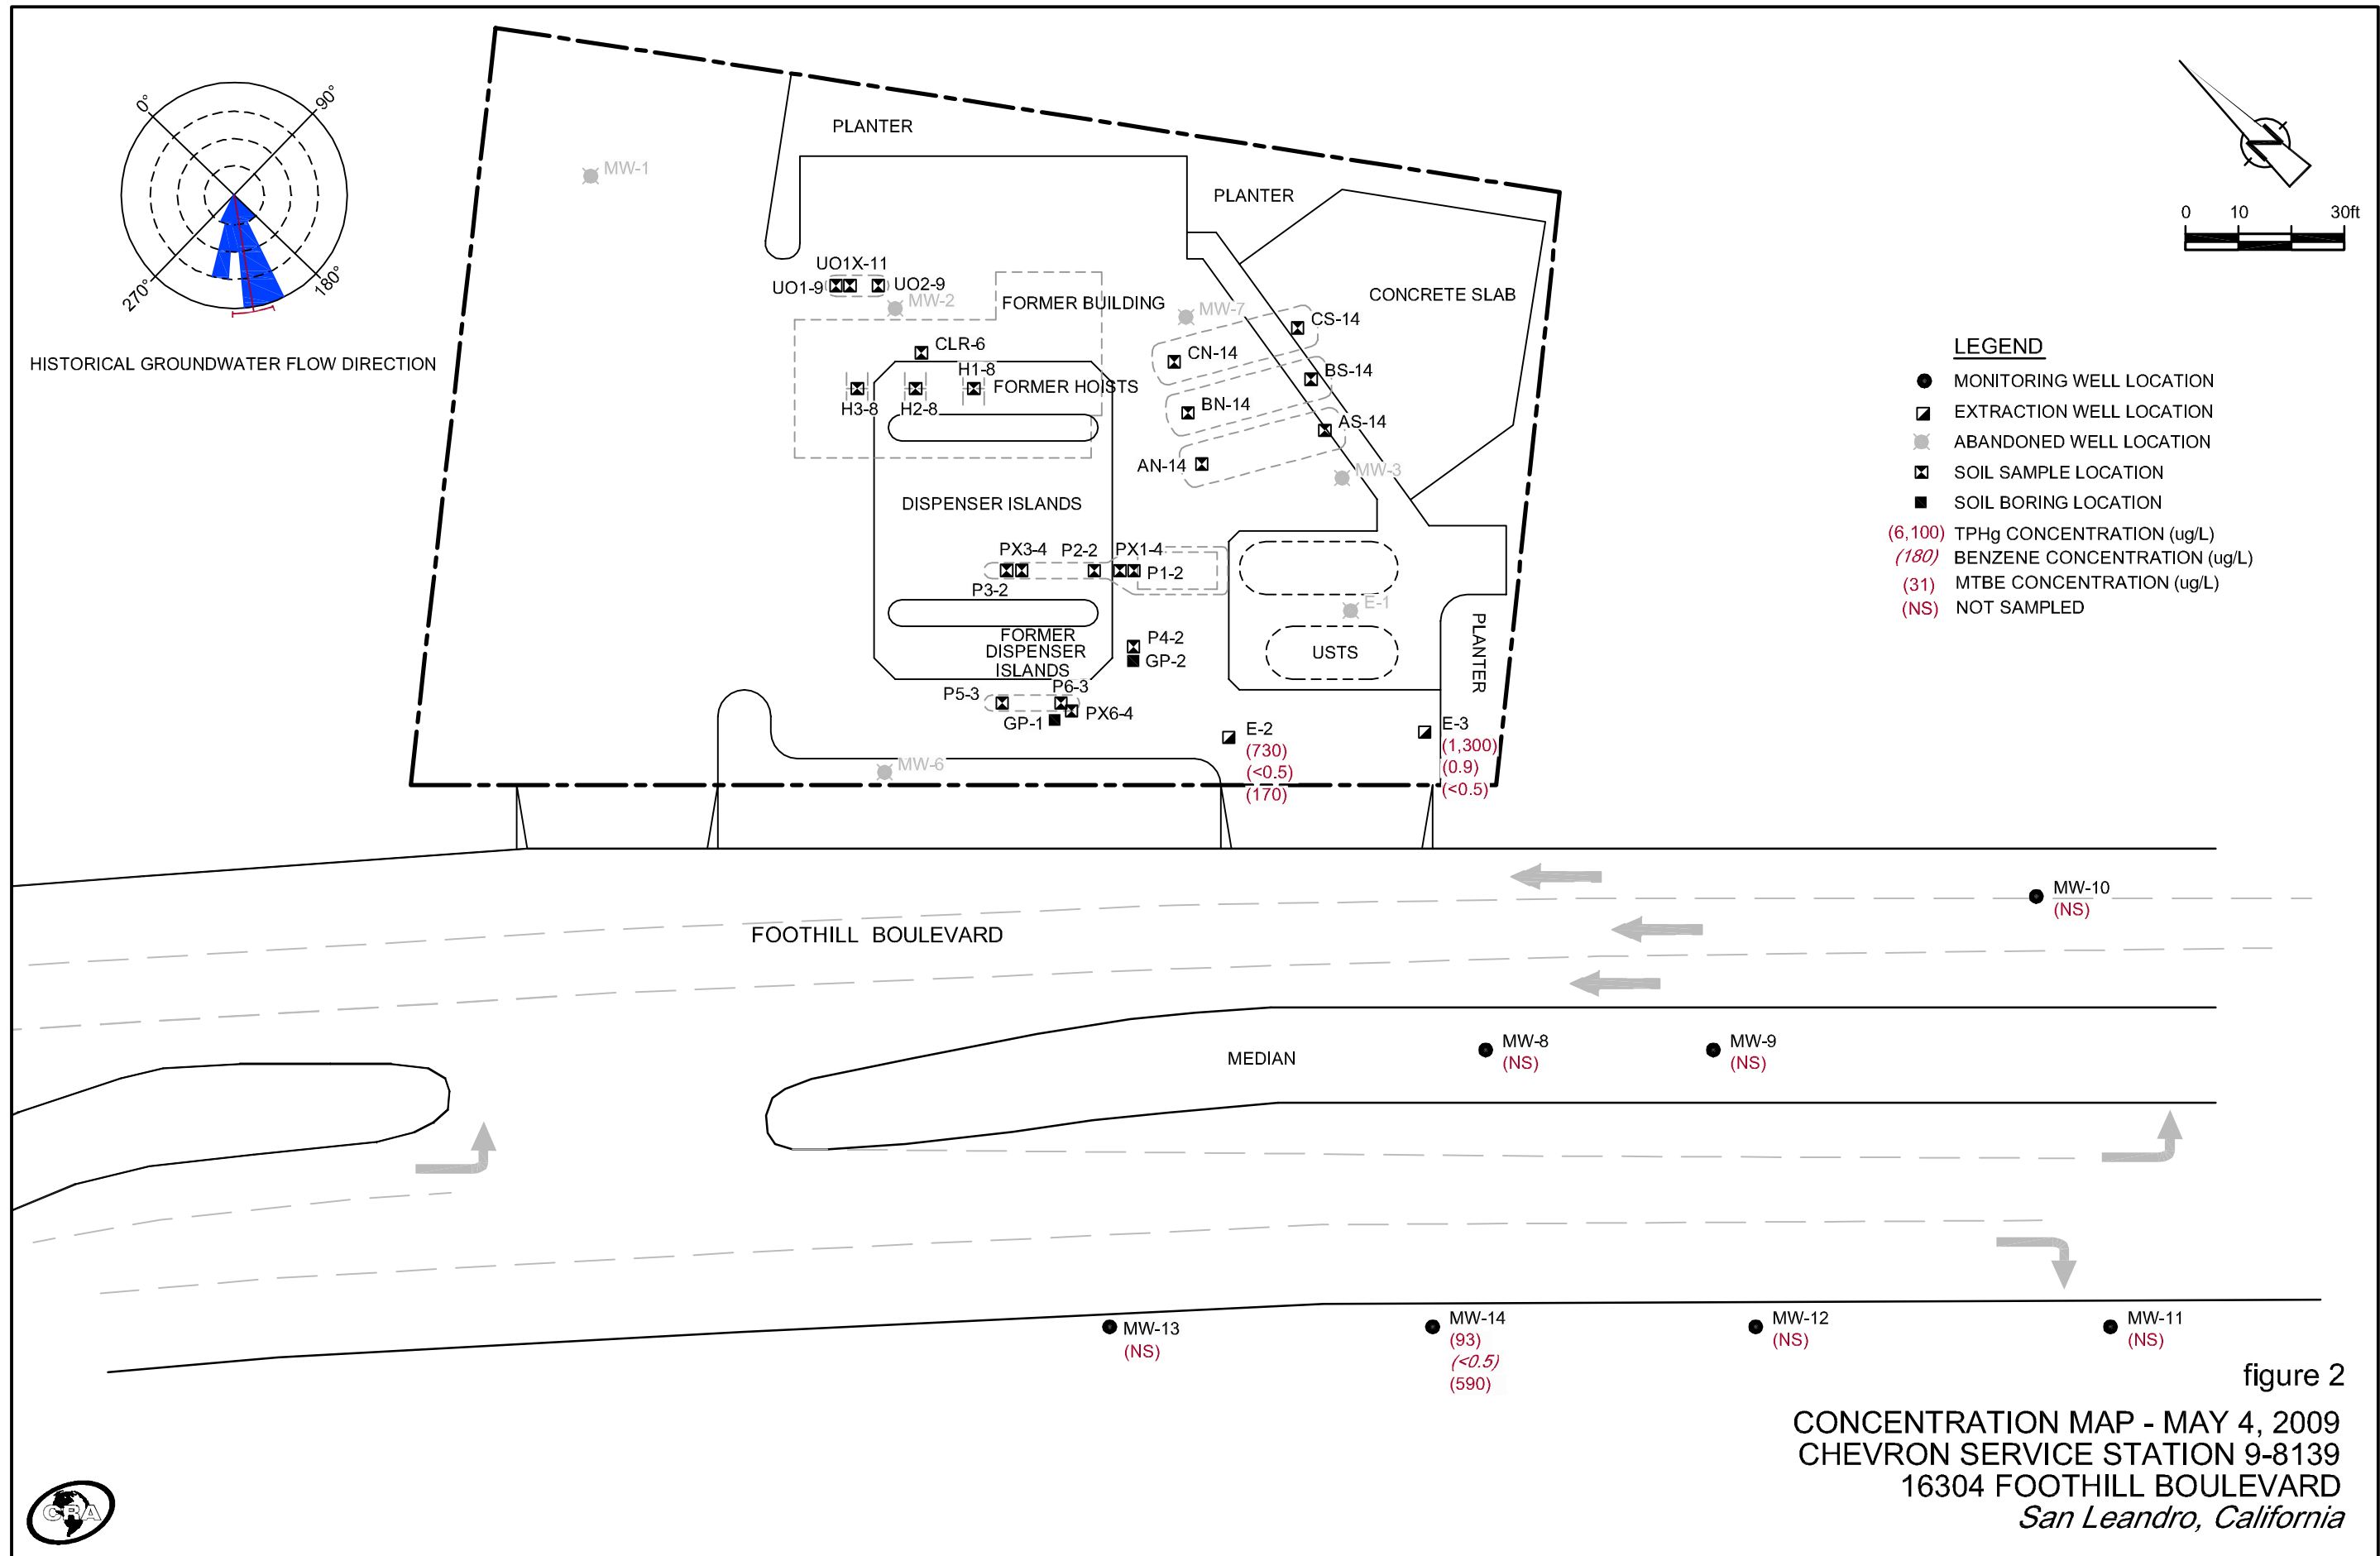 0°
90°
270°
180°
HISTORICAL GROUNDWATER FLOW DIRECTION
PLANTER
MW-1
PLANTER
UO1X-11
UO1-9
UO2-9
MW-2
FORMER BUILDING
MW-7
CONCRETE SLAB
CS-14
CLR-6
CN-14
H1-8
BS-14
FORMER HOISTS
H3-8
H2-8
BN-14
AS-14
AN-14
MW-3
DISPENSER ISLANDS
PX3-4
P2-2
PX1-4
P1-2
P3-2
E-1
FORMER
DISPENSER
ISLANDS
P4-2
GP-2
USTS
PLANTER
P5-3
P6-3
PX6-4
GP-1
E-2
(730)
(<0.5)
(170)
E-3
(1,300)
(0.9)
(<0.5)
MW-6
N
0 10 30ft
LEGEND
MONITORING WELL LOCATION
EXTRACTION WELL LOCATION
ABANDONED WELL LOCATION
SOIL SAMPLE LOCATION
SOIL BORING LOCATION
(6,100) TPHg CONCENTRATION (ug/L)
(180) BENZENE CONCENTRATION (ug/L)
(31) MTBE CONCENTRATION (ug/L)
(NS) NOT SAMPLED
MW-10
(NS)
FOOTHILL BOULEVARD
MEDIAN
MW-8
(NS)
MW-9
(NS)
MW-13
(NS)
MW-14
(93)
(<0.5)
(590)
MW-12
(NS)
MW-11
(NS)
figure 2
CONCENTRATION MAP - MAY 4, 2009
CHEVRON SERVICE STATION 9-8139
16304 FOOTHILL BOULEVARD
San Leandro, California
CRA